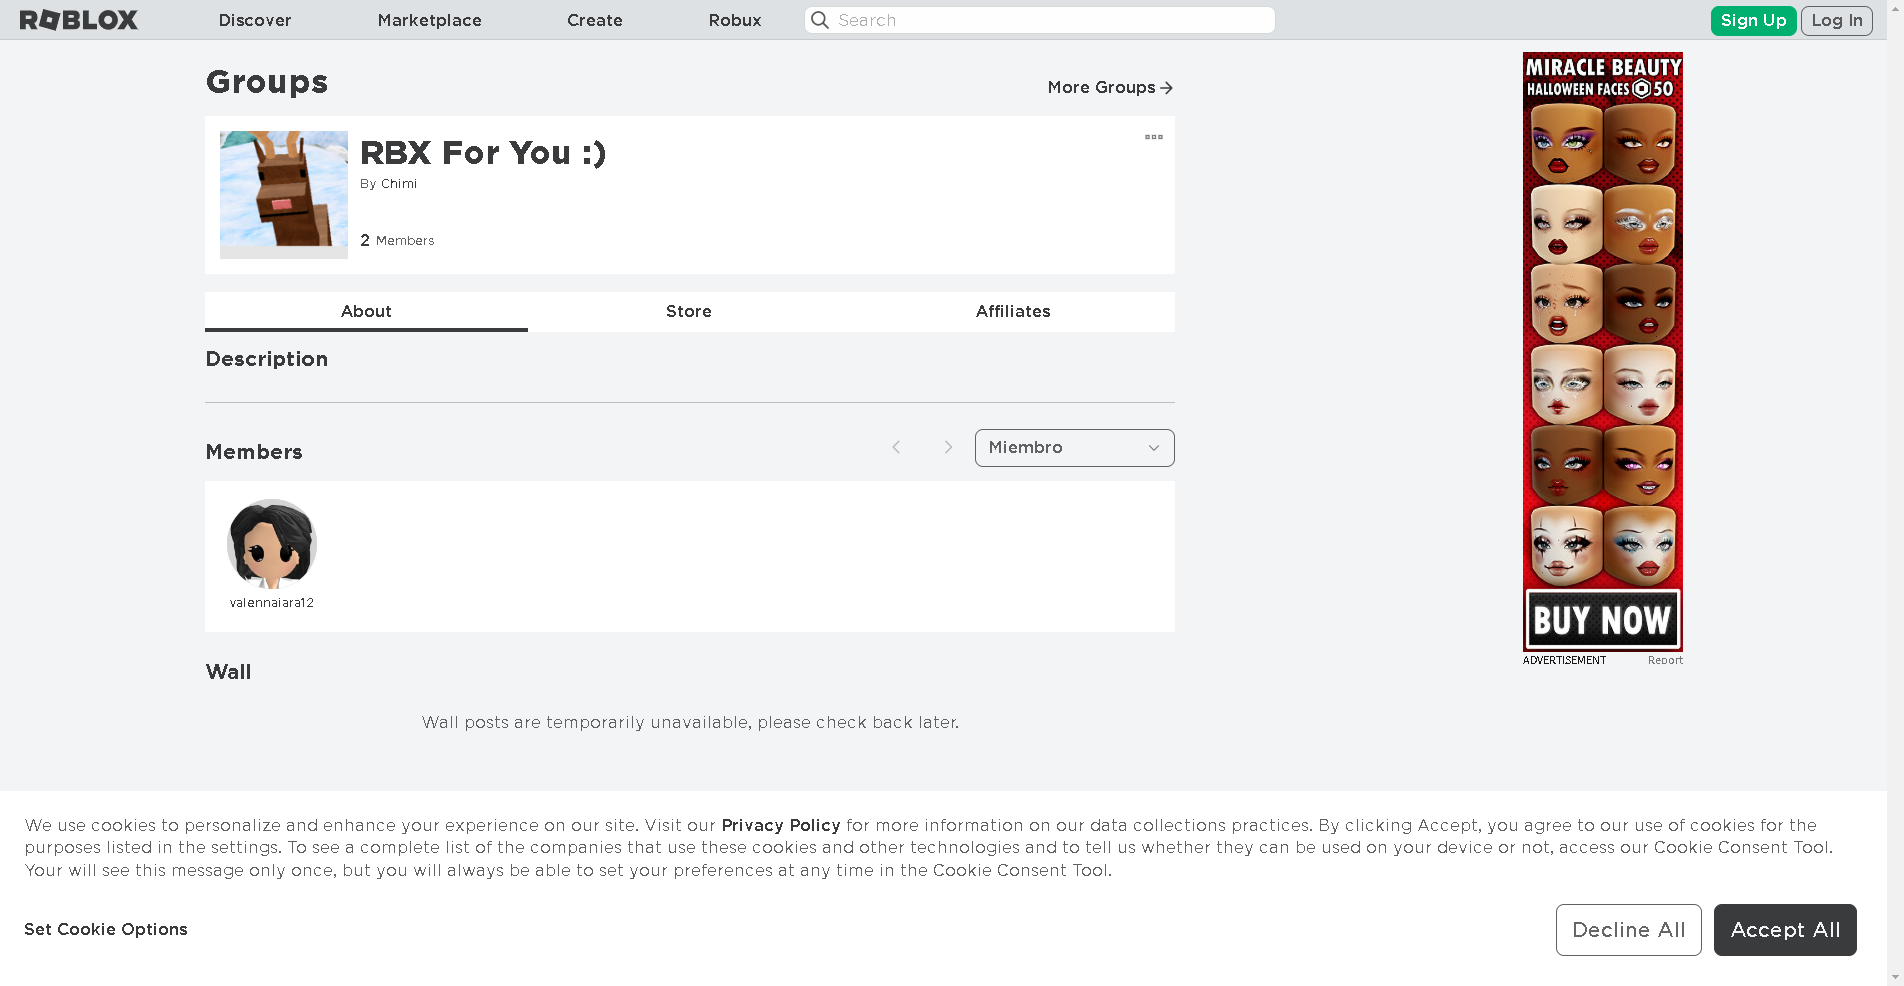 ROBLOX
Discover
Marketplace
Create
Robux
Search
Sign Up
Log In
Groups
More Groups
RBX For You :)
By Chimi
2 Members
About
Store
Affiliates
Description
Members
Miembro
valennaiara12
Wall
Wall posts are temporarily unavailable, please check back later.
MIRACLE BEAUTY
HALLOWEEN FACES 50
BUY NOW
ADVERTISEMENT
Report
We use cookies to personalize and enhance your experience on our site. Visit our Privacy Policy for more information on our data collections practices. By clicking Accept, you agree to our use of cookies for the
purposes listed in the settings. To see a complete list of the companies that use these cookies and other technologies and to tell us whether they can be used on your device or not, access our Cookie Consent Tool.
Your will see this message only once, but you will always be able to set your preferences at any time in the Cookie Consent Tool.
Set Cookie Options
Decline All
Accept All